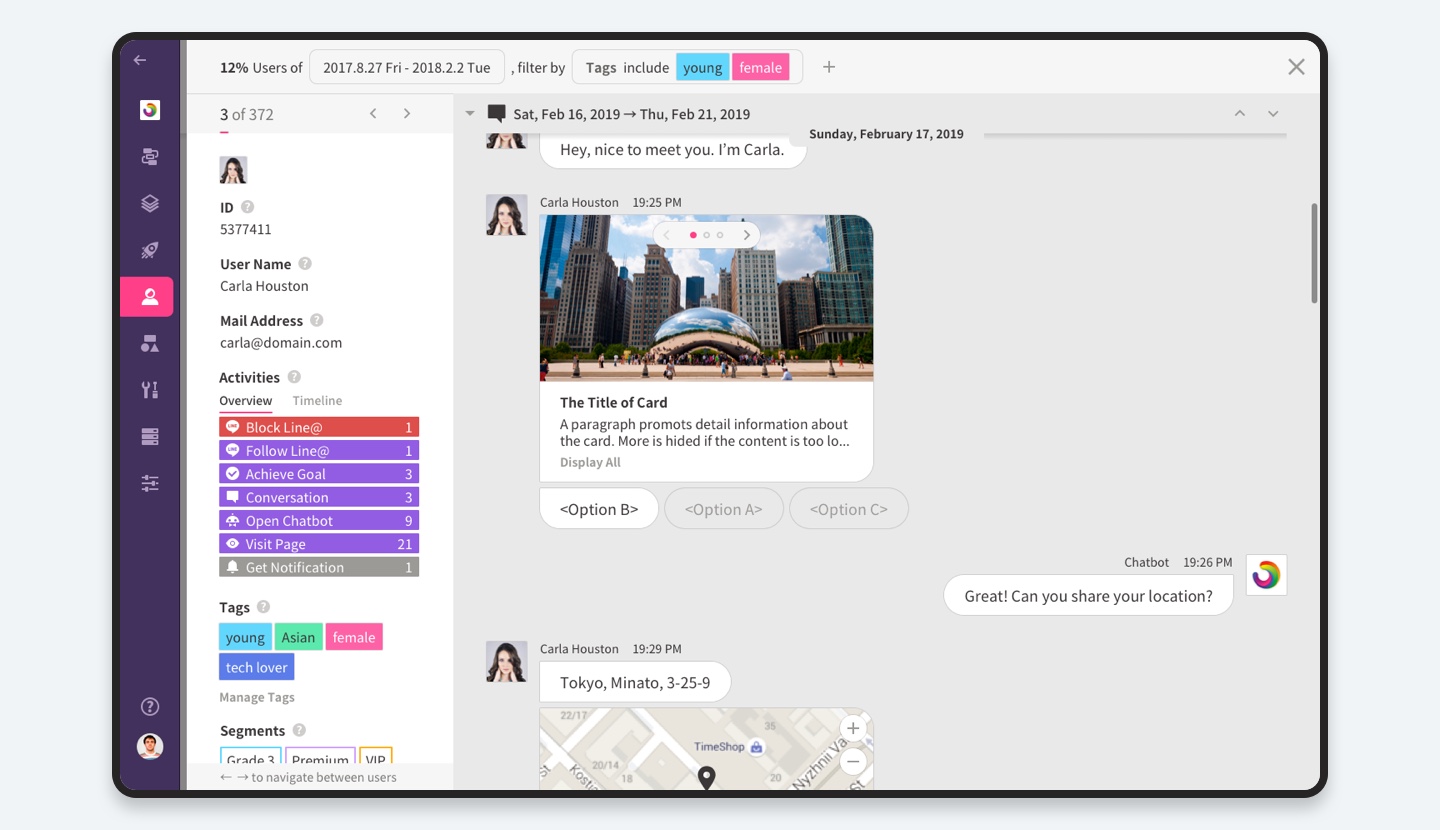 12% Users of 2017.8.27 Fri - 2018.2.2 Tue , filter by Tags include young female
3 of 372
ID
5377411
User Name
Carla Houston
Mail Address
carla@domain.com
Activities
Overview Timeline
Block Line@ 1
Follow Line@ 1
Achieve Goal 3
Conversation 3
Open Chatbot 9
Visit Page 21
Get Notification 1
Tags
young Asian female
tech lover
Manage Tags
Segments
Grade 3 Premium VIP
← → to navigate between users
Sat, Feb 16, 2019 → Thu, Feb 21, 2019
Sunday, February 17, 2019
Hey, nice to meet you. I’m Carla.
Carla Houston 19:25 PM
The Title of Card
A paragraph promots detail information about
the card. More is hided if the content is too lo...
Display All
<Option B> <Option A> <Option C>
Chatbot 19:26 PM
Great! Can you share your location?
Carla Houston 19:29 PM
Tokyo, Minato, 3-25-9
22/17
35
TimeShop
20/14
18
20
St